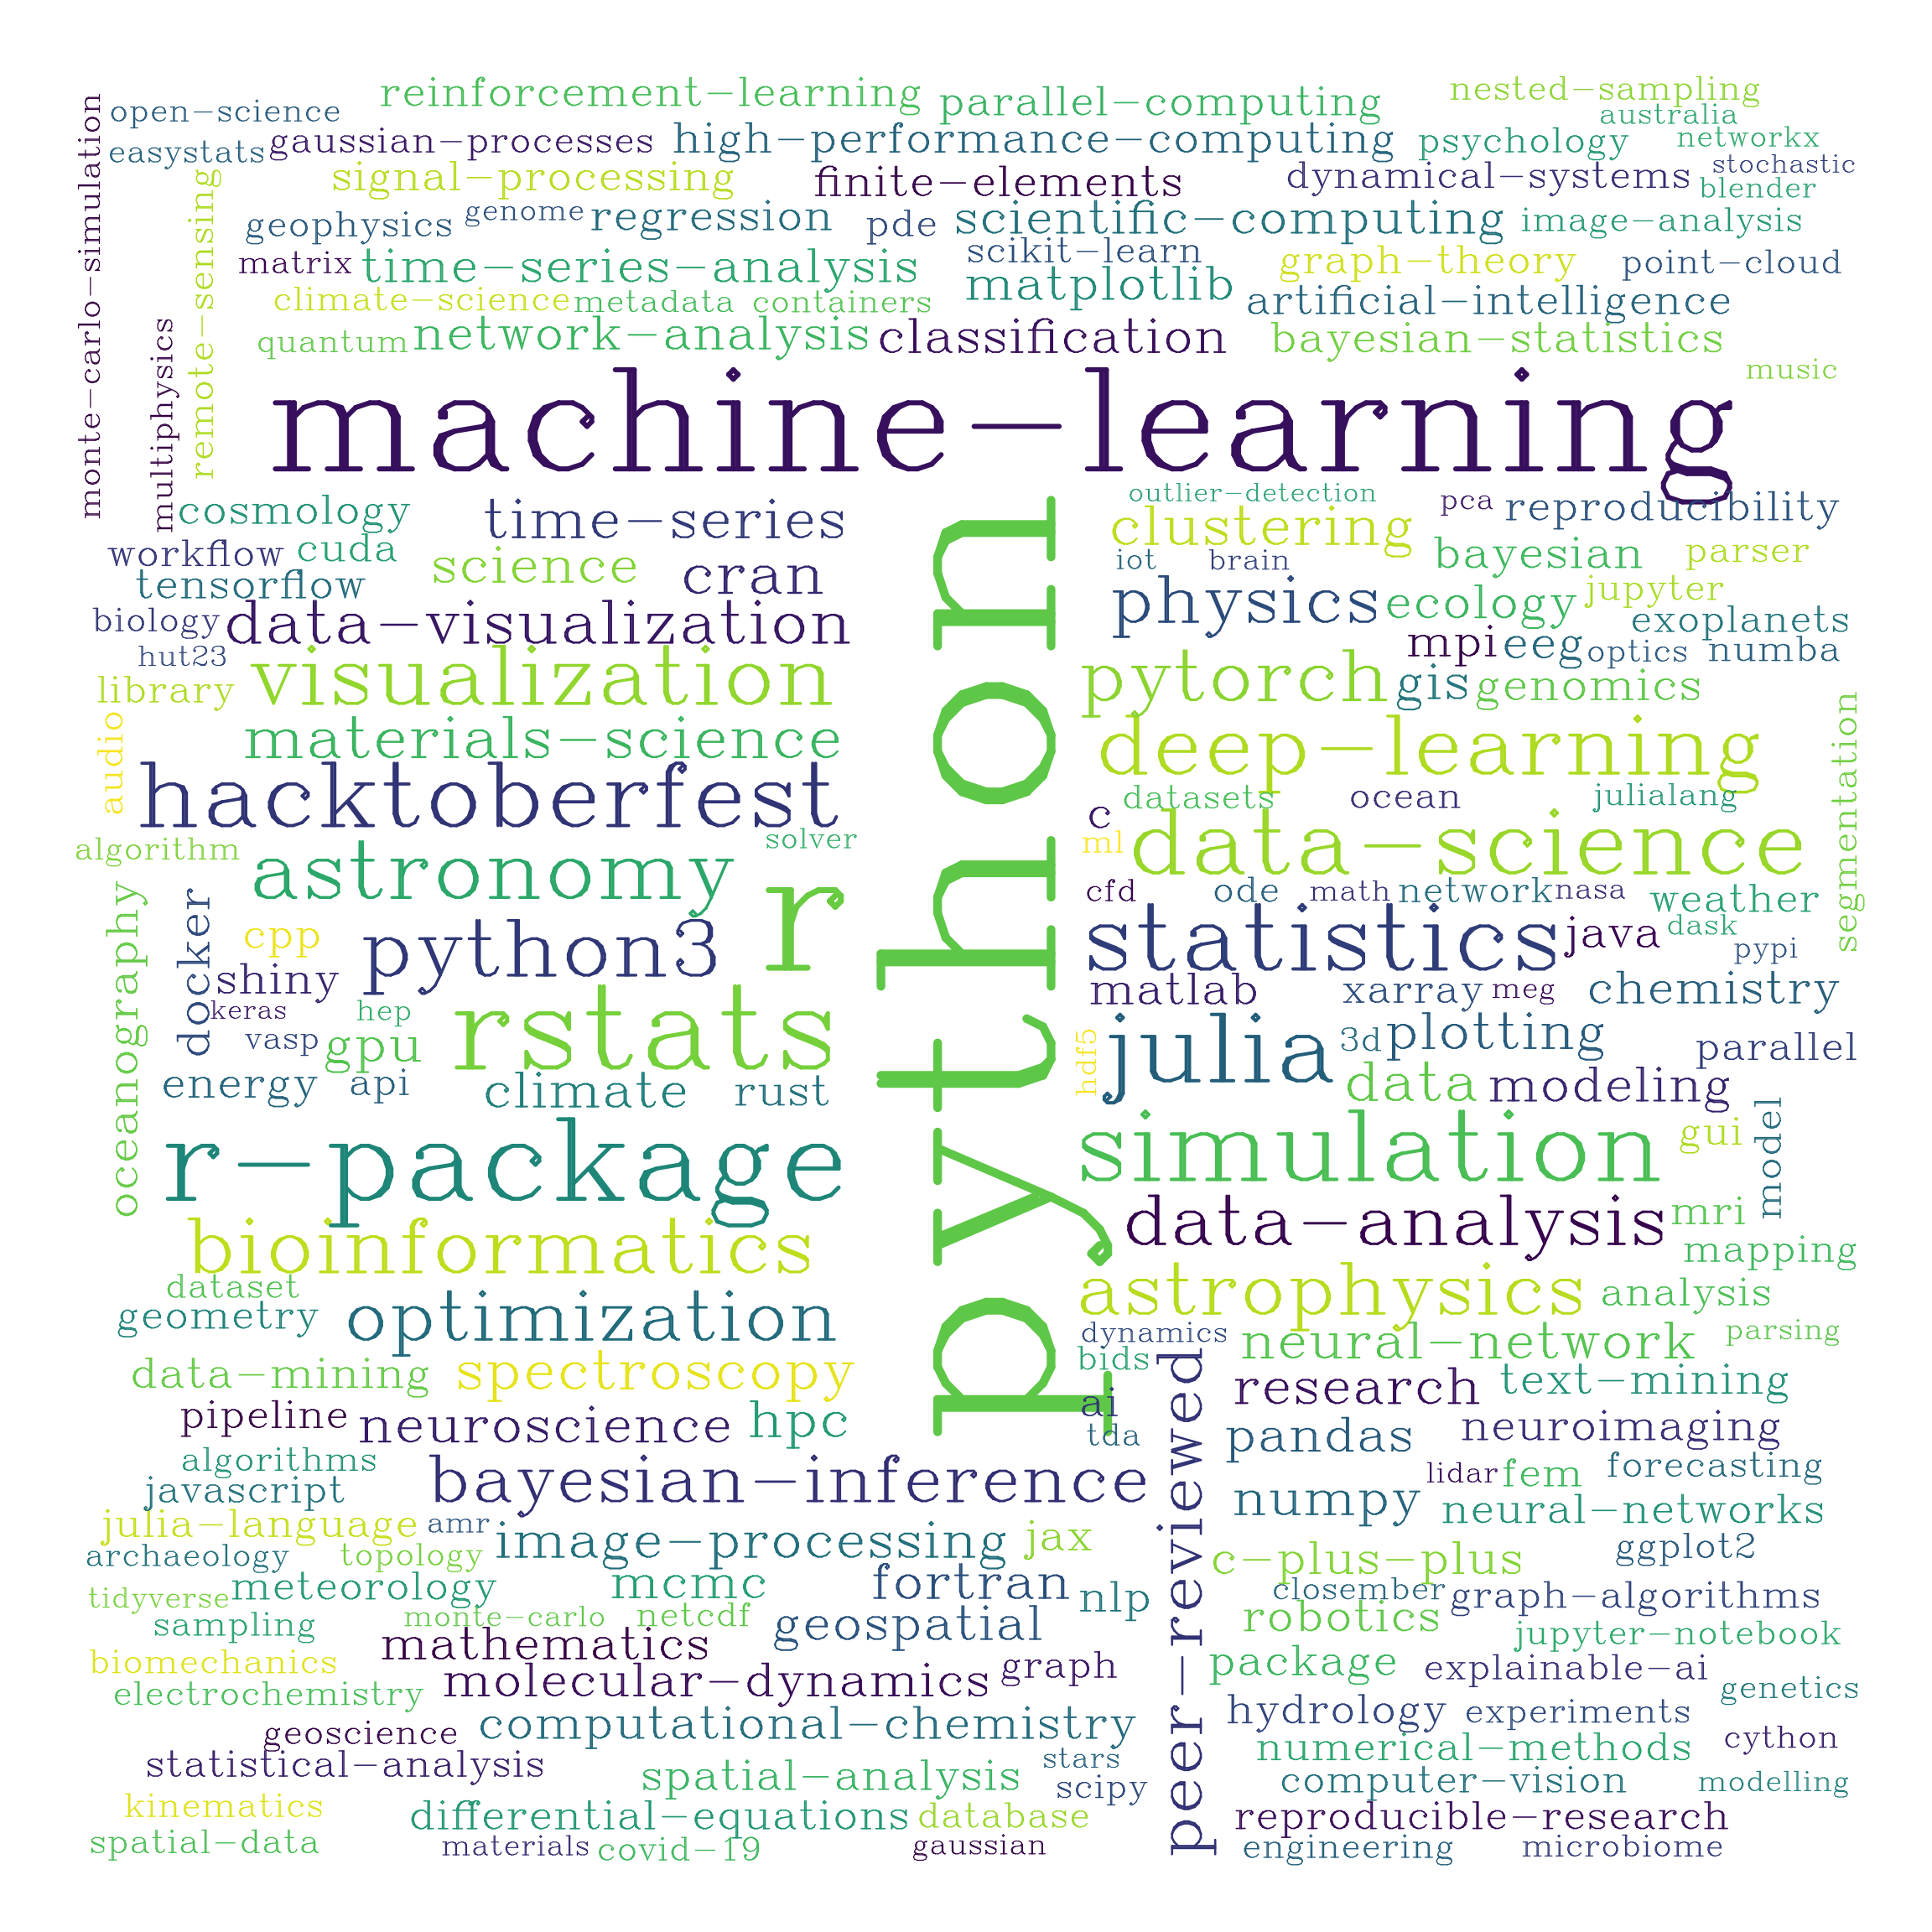 reinforcement-learning
parallel-computing
nested-sampling
open-science
australia
gaussian-processes
high-performance-computing
psychology
networkx
easystats
monte-carlo-simulation
signal-processing
finite-elements
dynamical-systems
stochastic
blender
remote-sensing
geophysics
genome
regression
pde
scientific-computing
image-analysis
matrix
time-series-analysis
scikit-learn
graph-theory
point-cloud
climate-science
metadata
containers
matplotlib
artificial-intelligence
multiphysics
quantum
network-analysis
classification
bayesian-statistics
music
machine-learning
cosmology
time-series
python
outlier-detection
pca
reproducibility
clustering
workflow
cuda
science
cran
iot
brain
bayesian
parser
tensorflow
physics
ecology
jupyter
biology
data-visualization
exoplanets
hut23
mpi
eeg
optics
numba
library
visualization
pytorch
gis
genomics
audio
materials-science
deep-learning
segmentation
hacktoberfest
datasets
ocean
julialang
c
solver
ml
data-science
algorithm
astronomy
r
cfd
ode
math
network
nasa
weather
oceanography
docker
cpp
python3
statistics
java
dask
pypi
shiny
matlab
xarray
meg
chemistry
keras
hep
rstats
vasp
gpu
hdf5
julia
3d
plotting
parallel
energy
api
climate
rust
data
modeling
r-package
simulation
gui
model
bioinformatics
data-analysis
mri
mapping
dataset
astrophysics
analysis
geometry
optimization
dynamics
neural-network
parsing
data-mining
spectroscopy
bids
peer-reviewed
research
text-mining
pipeline
neuroscience
hpc
ai
tda
pandas
neuroimaging
algorithms
javascript
bayesian-inference
lidar
fem
forecasting
numpy
neural-networks
julia-language
amr
image-processing
jax
archaeology
topology
c-plus-plus
ggplot2
tidyverse
meteorology
mcmc
fortran
nlp
closember
graph-algorithms
sampling
monte-carlo
netcdf
geospatial
robotics
jupyter-notebook
biomechanics
mathematics
package
explainable-ai
electrochemistry
molecular-dynamics
graph
genetics
geoscience
computational-chemistry
hydrology
experiments
cython
statistical-analysis
spatial-analysis
stars
scipy
numerical-methods
computer-vision
modelling
kinematics
differential-equations
database
reproducible-research
spatial-data
materials
covid-19
gaussian
engineering
microbiome